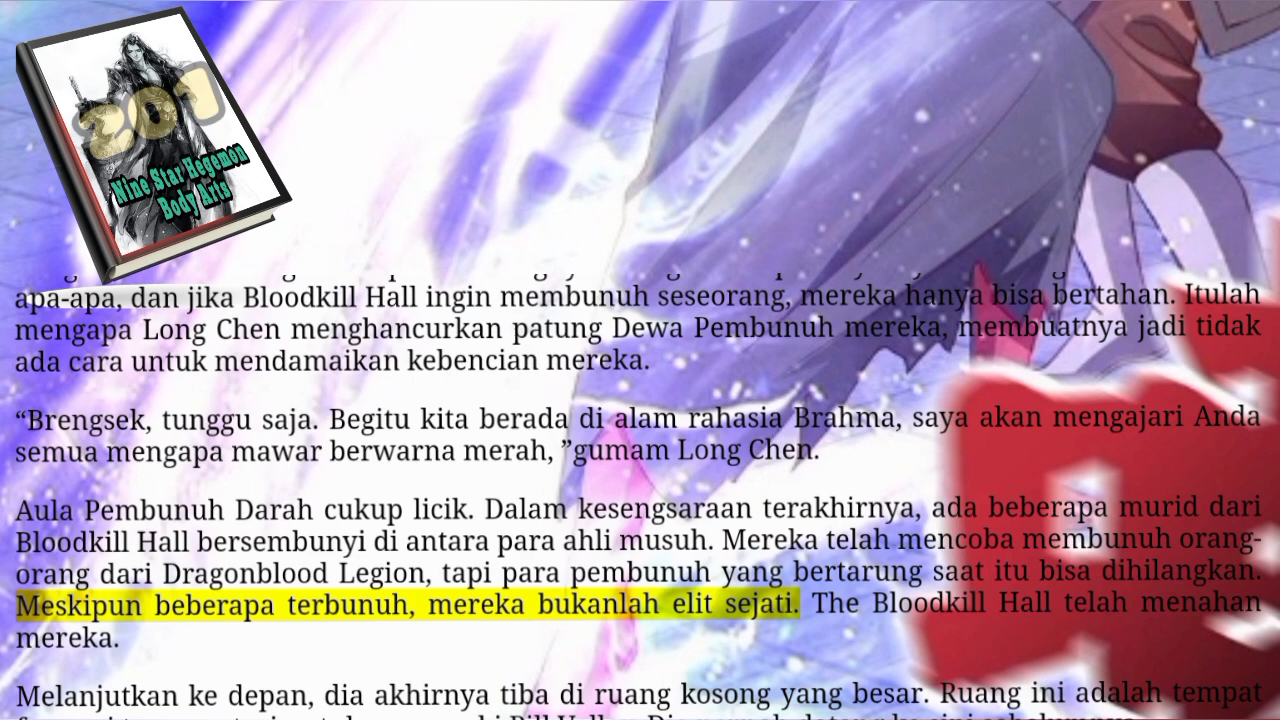 201
Nine Star Hegemon
Body Arts
apa-apa, dan jika Bloodkill Hall ingin membunuh seseorang, mereka hanya bisa bertahan. Itulah
mengapa Long Chen menghancurkan patung Dewa Pembunuh mereka, membuatnya jadi tidak
ada cara untuk mendamaikan kebencian mereka.
“Brengsek, tunggu saja. Begitu kita berada di alam rahasia Brahma, saya akan mengajari Anda
semua mengapa mawar berwarna merah, ”gumam Long Chen.
Aula Pembunuh Darah cukup licik. Dalam kesengsaraan terakhirnya, ada beberapa murid dari
Bloodkill Hall bersembunyi di antara para ahli musuh. Mereka telah mencoba membunuh orang-
orang dari Dragonblood Legion, tapi para pembunuh yang bertarung saat itu bisa dihilangkan.
Meskipun beberapa terbunuh, mereka bukanlah elit sejati. The Bloodkill Hall telah menahan
mereka.
Melanjutkan ke depan, dia akhirnya tiba di ruang kosong yang besar. Ruang ini adalah tempat